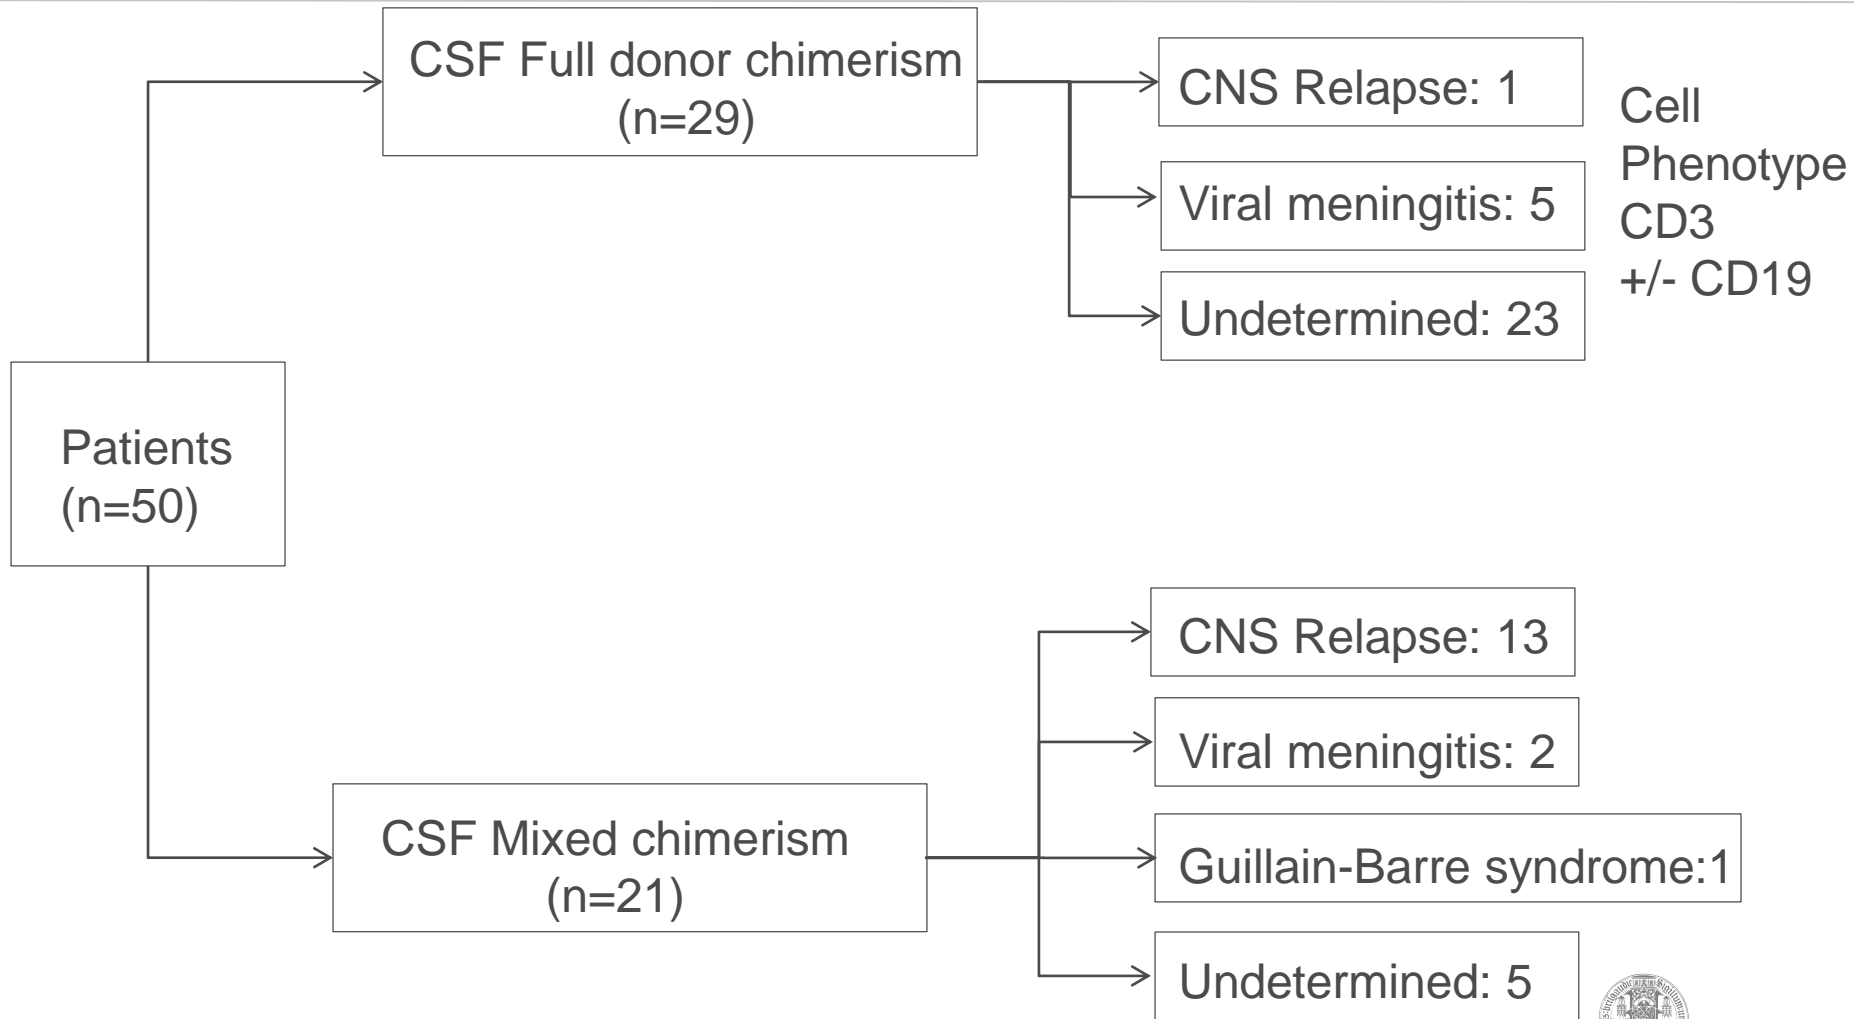 CSF Full donor chimerism
(n=29)
CNS Relapse: 1
Viral meningitis: 5
Undetermined: 23
Cell
Phenotype
CD3
+/- CD19
Patients
(n=50)
CSF Mixed chimerism
(n=21)
CNS Relapse: 13
Viral meningitis: 2
Guillain-Barre syndrome:1
Undetermined: 5